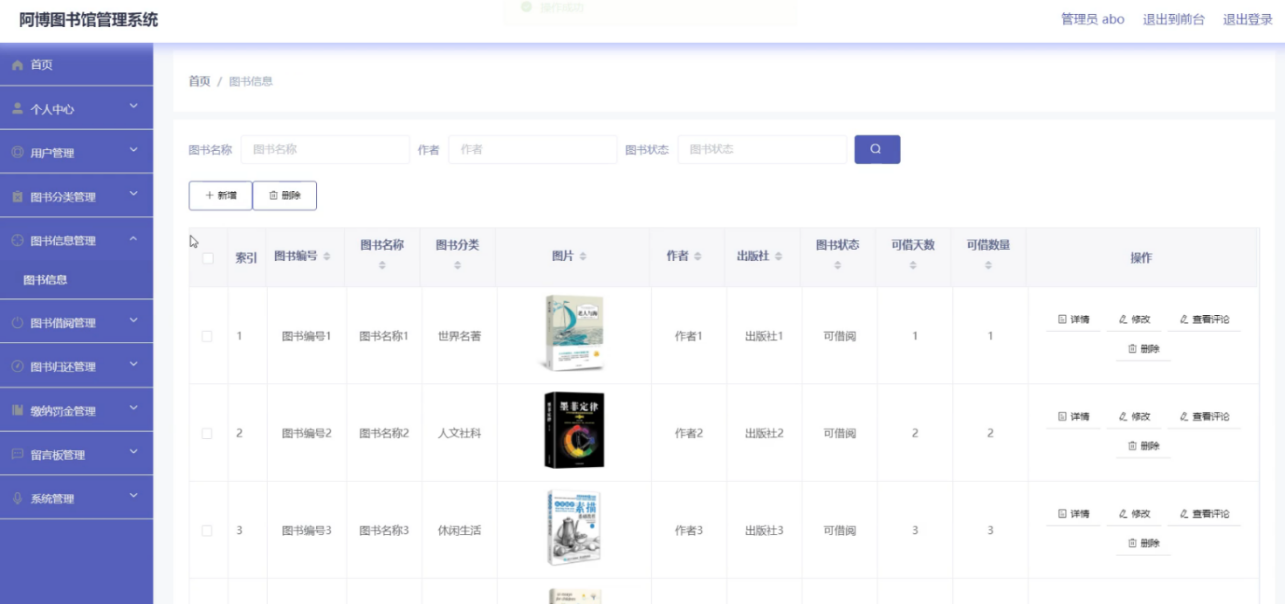 阿博图书馆管理系统
操作成功
管理员 abo 退出到前台 退出登录
首页
个人中心
用户管理
图书分类管理
图书信息管理
图书信息
图书借阅管理
图书归还管理
缴纳罚金管理
留言板管理
系统管理
首页 / 图书信息
图书名称 图书名称 作者 作者 图书状态 图书状态
新增 删除
索引 图书编号 图书名称 图书分类 图片 作者 出版社 图书状态 可借天数 可借数量 操作
1 图书编号1 图书名称1 世界名著 老人与海 作者1 出版社1 可借阅 1 1 详情 修改 查看评论
删除
2 图书编号2 图书名称2 人文社科 墨菲定律 作者2 出版社2 可借阅 2 2 详情 修改 查看评论
删除
3 图书编号3 图书名称3 休闲生活 素描 作者3 出版社3 可借阅 3 3 详情 修改 查看评论
删除